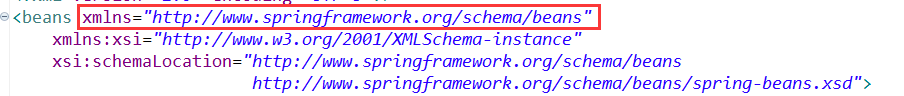 <beans xmlns="http://www.springframework.org/schema/beans"
xmlns:xsi="http://www.w3.org/2001/XMLSchema-instance"
xsi:schemaLocation="http://www.springframework.org/schema/beans
http://www.springframework.org/schema/beans/spring-beans.xsd">